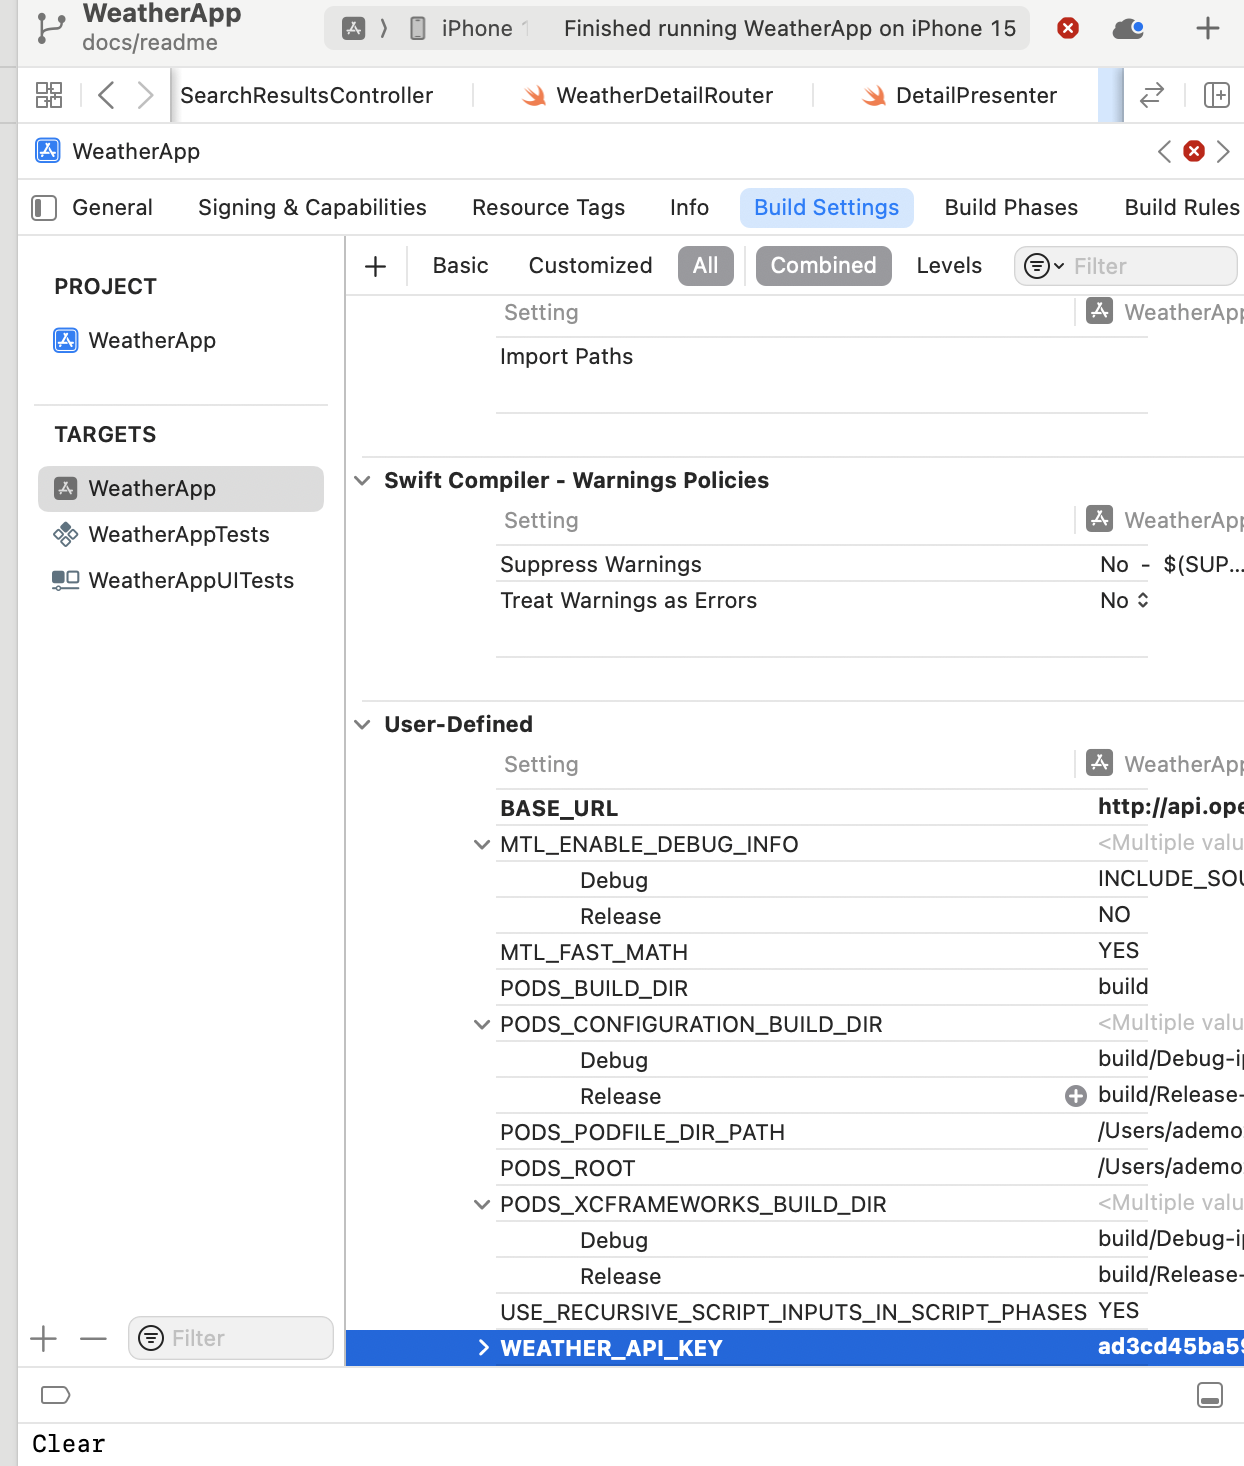 WeatherApp
docs/readme
iPhone 1
Finished running WeatherApp on iPhone 15
SearchResultsController
WeatherDetailRouter
DetailPresenter
WeatherApp
General
Signing & Capabilities
Resource Tags
Info
Build Settings
Build Phases
Build Rules
Basic
Customized
All
Combined
Levels
Filter
PROJECT
WeatherApp
TARGETS
WeatherApp
WeatherAppTests
WeatherAppUITests
Setting WeatherApp
Import Paths
Swift Compiler - Warnings Policies
Setting WeatherApp
Suppress Warnings No - $(SUP...
Treat Warnings as Errors No
User-Defined
Setting WeatherApp
BASE_URL http://api.ope
MTL_ENABLE_DEBUG_INFO <Multiple valu
Debug INCLUDE_SOU
Release NO
MTL_FAST_MATH YES
PODS_BUILD_DIR build
PODS_CONFIGURATION_BUILD_DIR <Multiple valu
Debug build/Debug-ip
Release build/Release-
PODS_PODFILE_DIR_PATH /Users/ademo
PODS_ROOT /Users/ademo
PODS_XCFRAMEWORKS_BUILD_DIR <Multiple valu
Debug build/Debug-ip
Release build/Release-
USE_RECURSIVE_SCRIPT_INPUTS_IN_SCRIPT_PHASES YES
WEATHER_API_KEY ad3cd45ba59
Filter
Clear